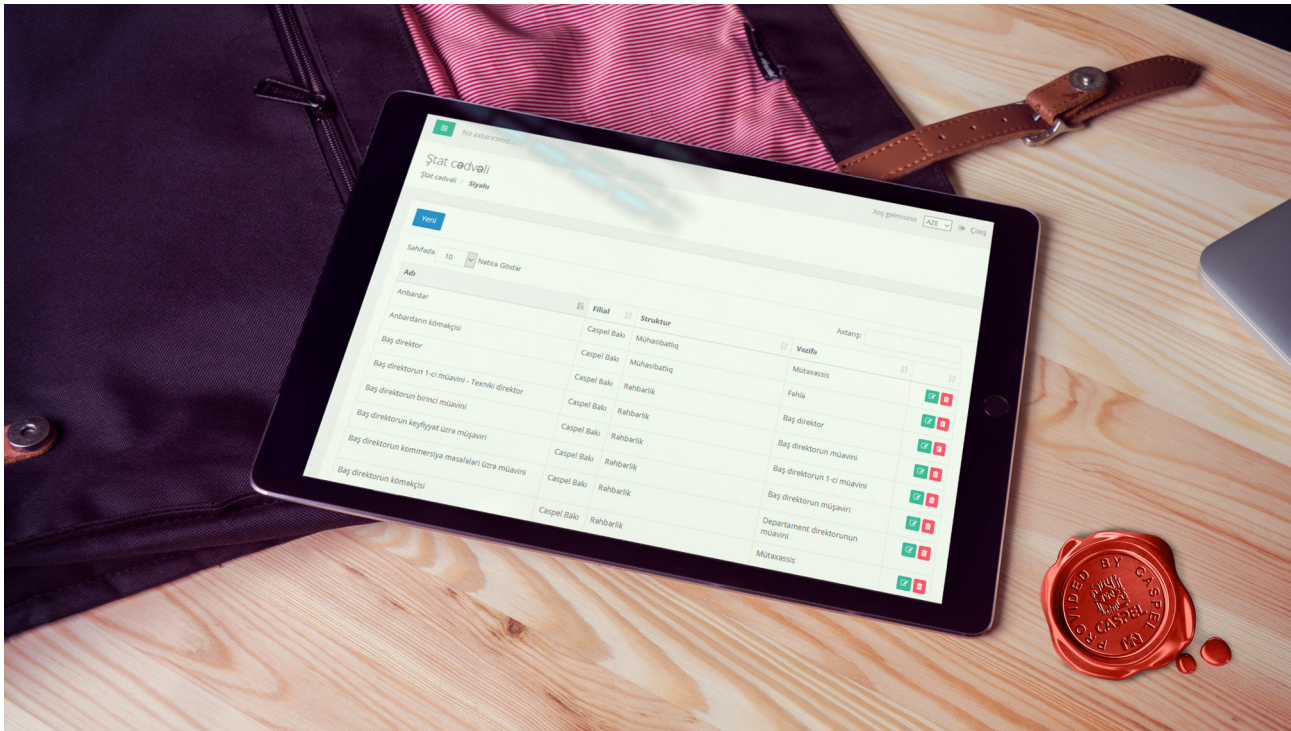 Nə axtarırsınız...
Xoş gəlmisiniz AZE Çıxış
Ştat cədvəli
Ştat cədvəli / Siyahı
Yeni
Səhifədə 10 Nəticə Göstər
Axtarış:
Adı Filial Struktur Vəzifə
Anbardar Caspel Bakı Mühasibatlıq Mütəxəssis
Anbardarın köməkçisi Caspel Bakı Mühasibatlıq Fəhlə
Baş direktor Caspel Bakı Rəhbərlik Baş direktor
Baş direktorun 1-ci müavini - Texniki direktor Caspel Bakı Rəhbərlik Baş direktorun müavini
Baş direktorun birinci müavini Caspel Bakı Rəhbərlik Baş direktorun 1-ci müavini
Baş direktorun keyfiyyət üzrə müşaviri Caspel Bakı Rəhbərlik Baş direktorun müşaviri
Baş direktorun kommersiya məsələləri üzrə müavini Caspel Bakı Rəhbərlik Departament direktorunun
müavini
Baş direktorun köməkçisi Caspel Bakı Rəhbərlik Mütəxəssis
PROVIDED BY CASPEL
CASPEL